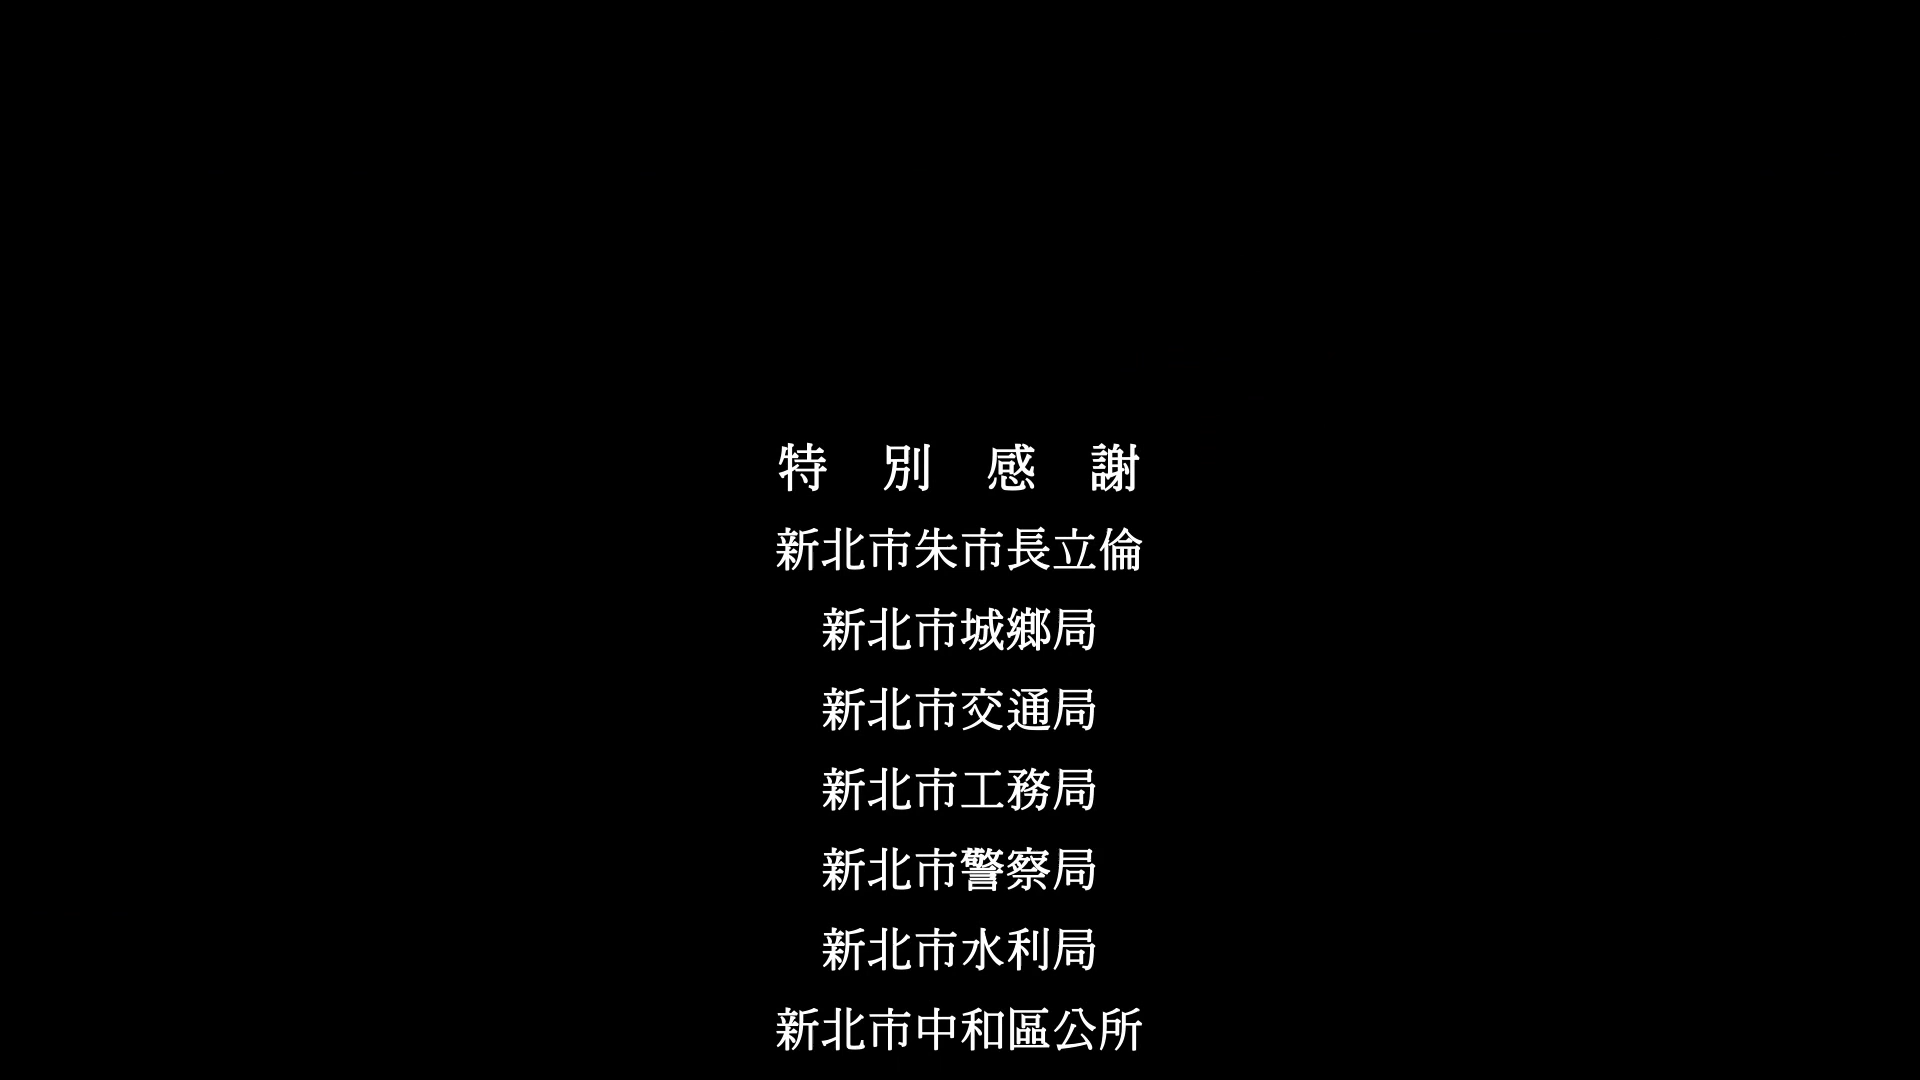 特別感謝
新北市朱市長立倫
新北市城鄉局
新北市交通局
新北市工務局
新北市警察局
新北市水利局
新北市中和區公所